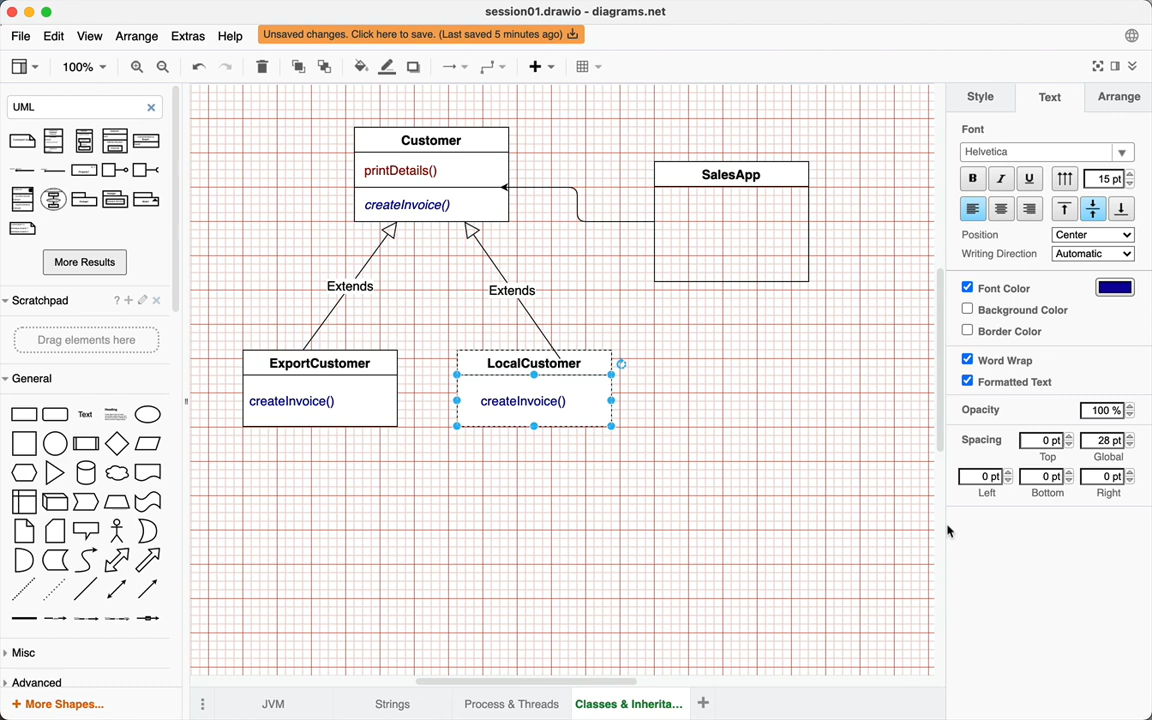 session01.drawio - diagrams.net
File Edit View Arrange Extras Help Unsaved changes. Click here to save. (Last saved 5 minutes ago)
100%
UML
More Results
Scratchpad
Drag elements here
General
Text
Heading
Misc
Advanced
+ More Shapes...
Customer
printDetails()
createInvoice()
SalesApp
Extends
Extends
ExportCustomer
createInvoice()
LocalCustomer
createInvoice()
JVM Strings Process & Threads Classes & Inherita...
Style Text Arrange
Font
Helvetica
B I U 15 pt
Position Center
Writing Direction Automatic
Font Color
Background Color
Border Color
Word Wrap
Formatted Text
Opacity 100 %
Spacing 0 pt 28 pt
Top Global
0 pt 0 pt 0 pt
Left Bottom Right